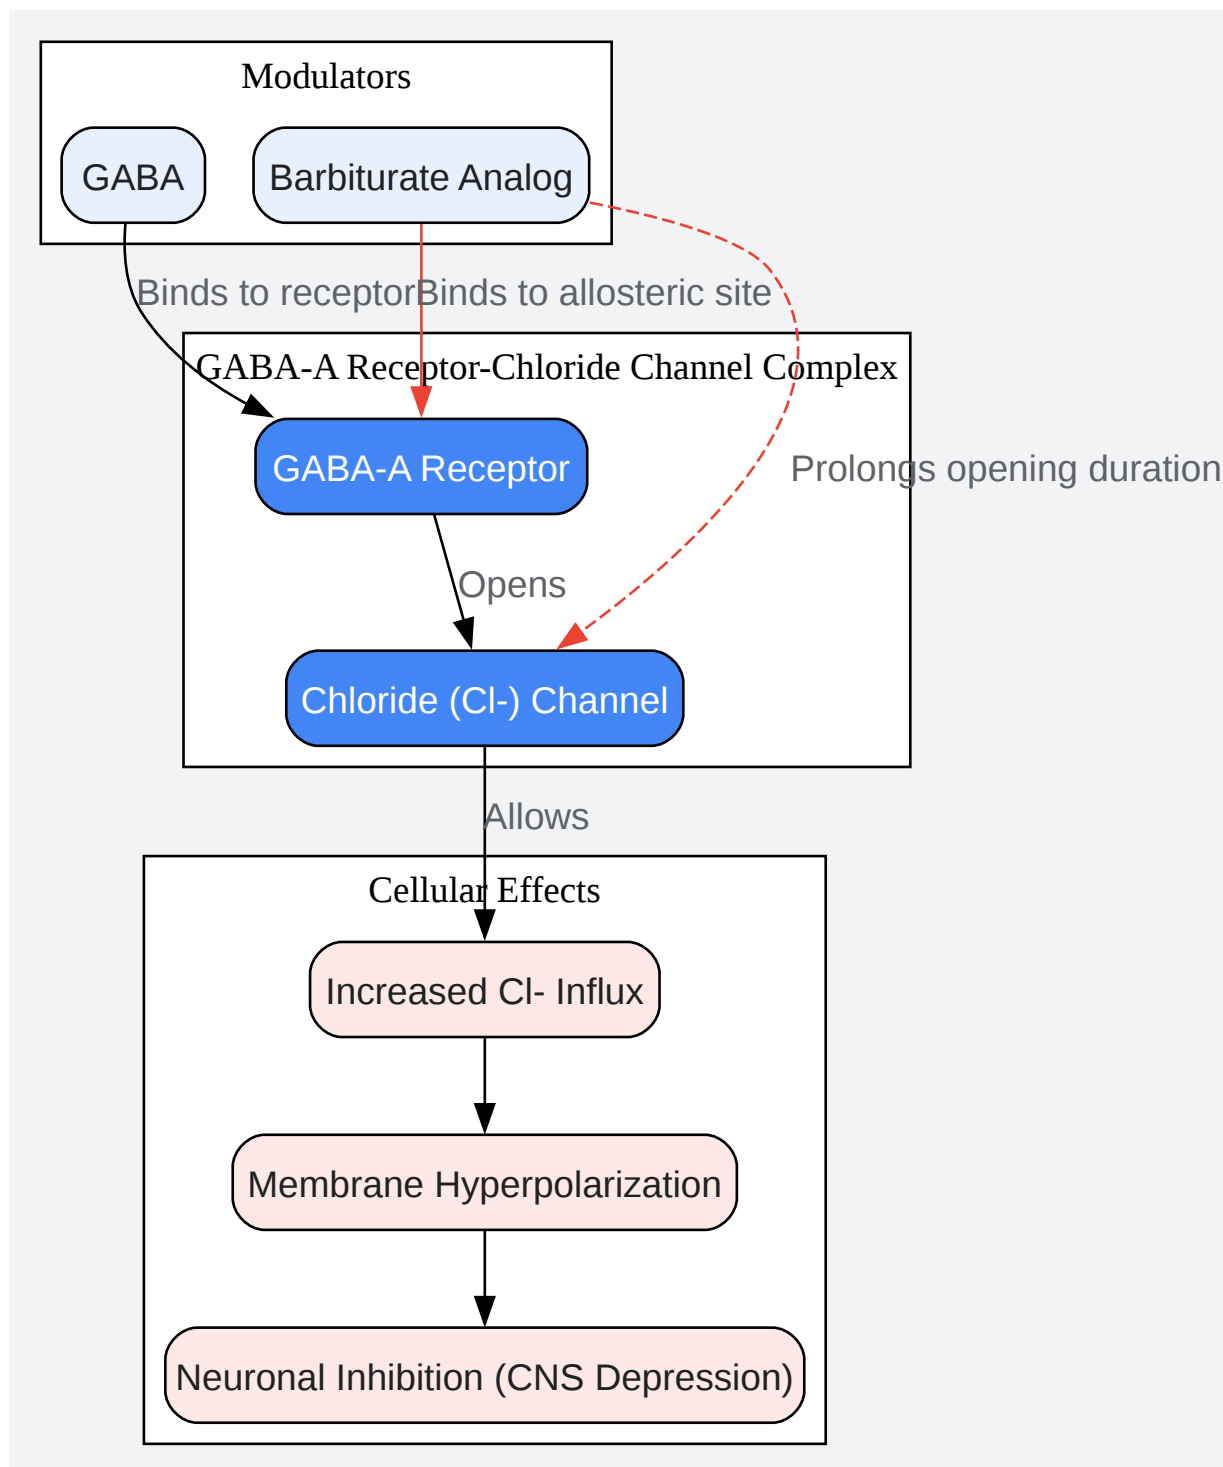 Modulators
GABA
Barbiturate Analog
Binds to receptor
Binds to allosteric site
GABA-A Receptor-Chloride Channel Complex
GABA-A Receptor
Prolongs opening duration
Opens
Chloride (Cl-) Channel
Allows
Cellular Effects
Increased Cl- Influx
Membrane Hyperpolarization
Neuronal Inhibition (CNS Depression)